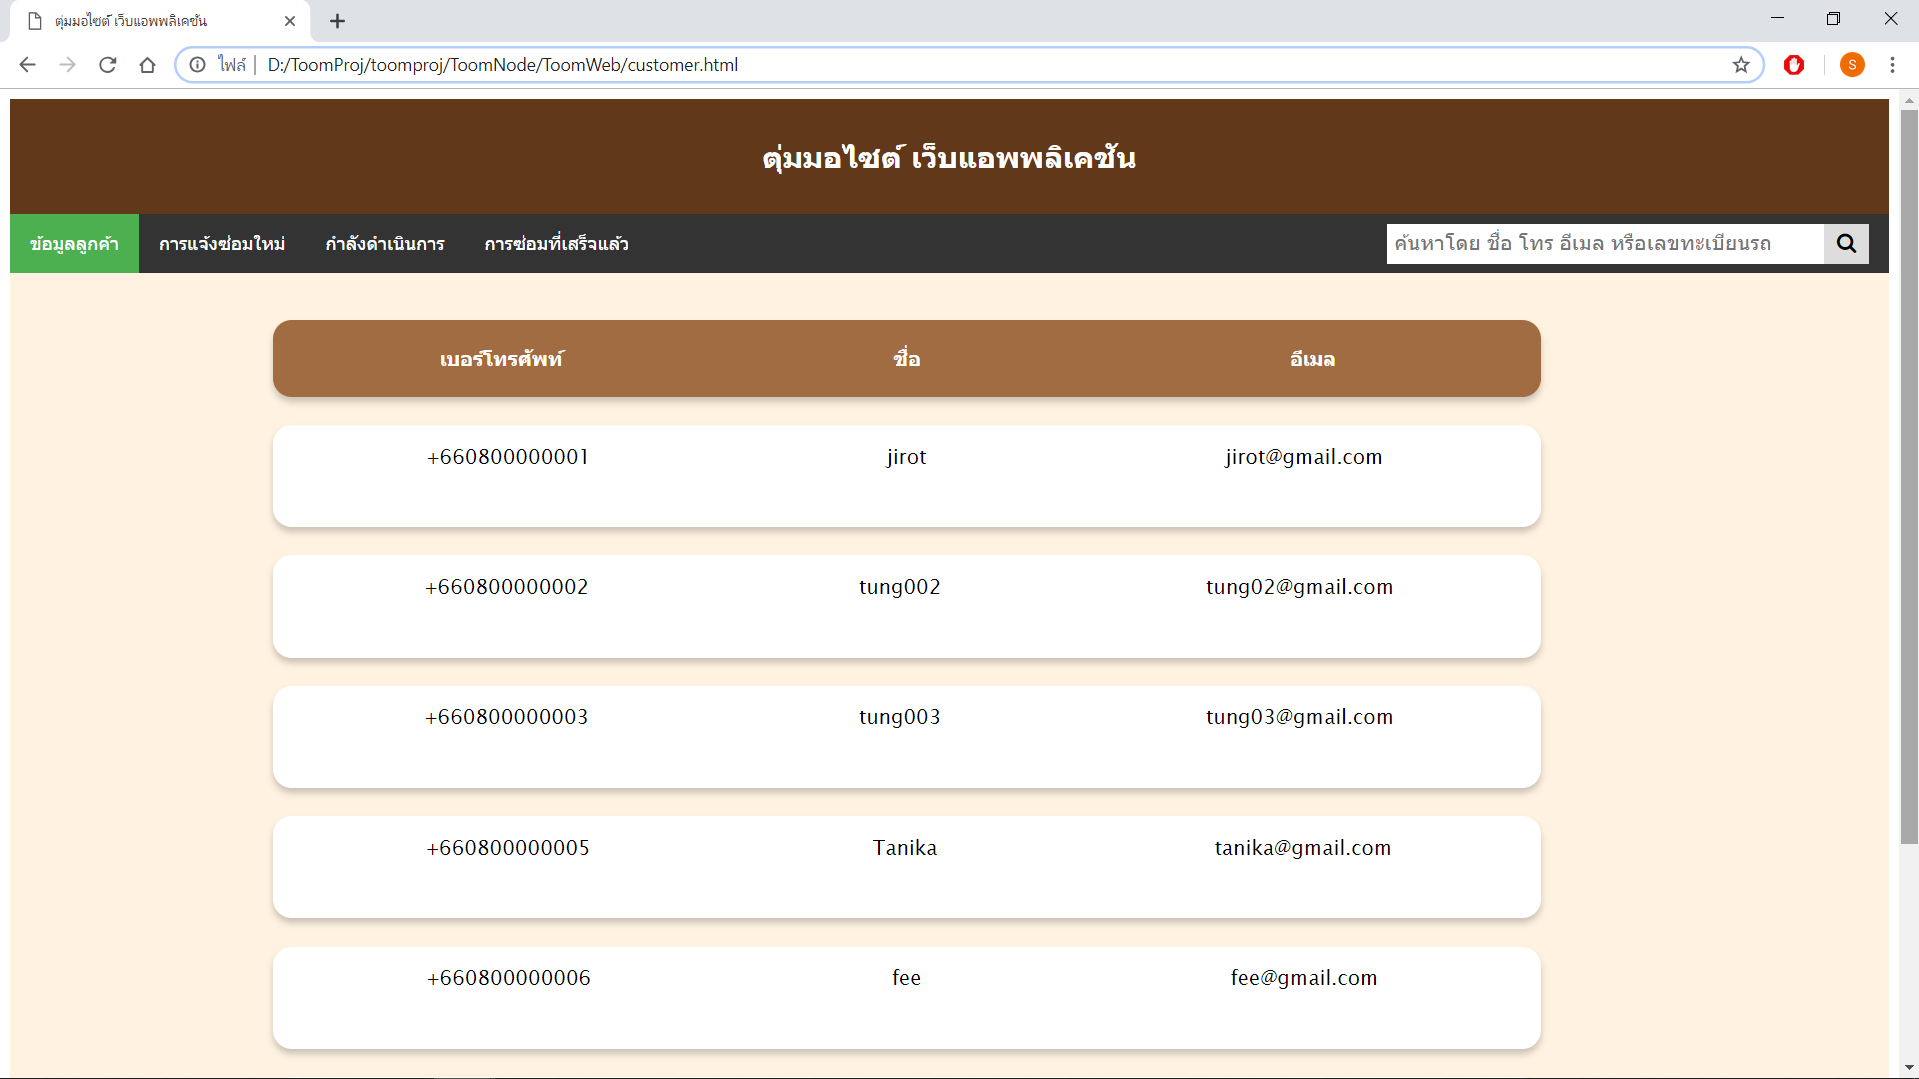 ตุ่มมอไซต์ เว็บแอพพลิเคชัน
ไฟล์ | D:/ToomProj/toomproj/ToomNode/ToomWeb/customer.html
S
ตุ่มมอไซต์ เว็บแอพพลิเคชัน
ข้อมูลลูกค้า การแจ้งซ่อมใหม่ กำลังดำเนินการ การซ่อมที่เสร็จแล้ว ค้นหาโดย ชื่อ โทร อีเมล หรือเลขทะเบียนรถ
เบอร์โทรศัพท์ ชื่อ อีเมล
+660800000001 jirot jirot@gmail.com
+660800000002 tung002 tung02@gmail.com
+660800000003 tung003 tung03@gmail.com
+660800000005 Tanika tanika@gmail.com
+660800000006 fee fee@gmail.com